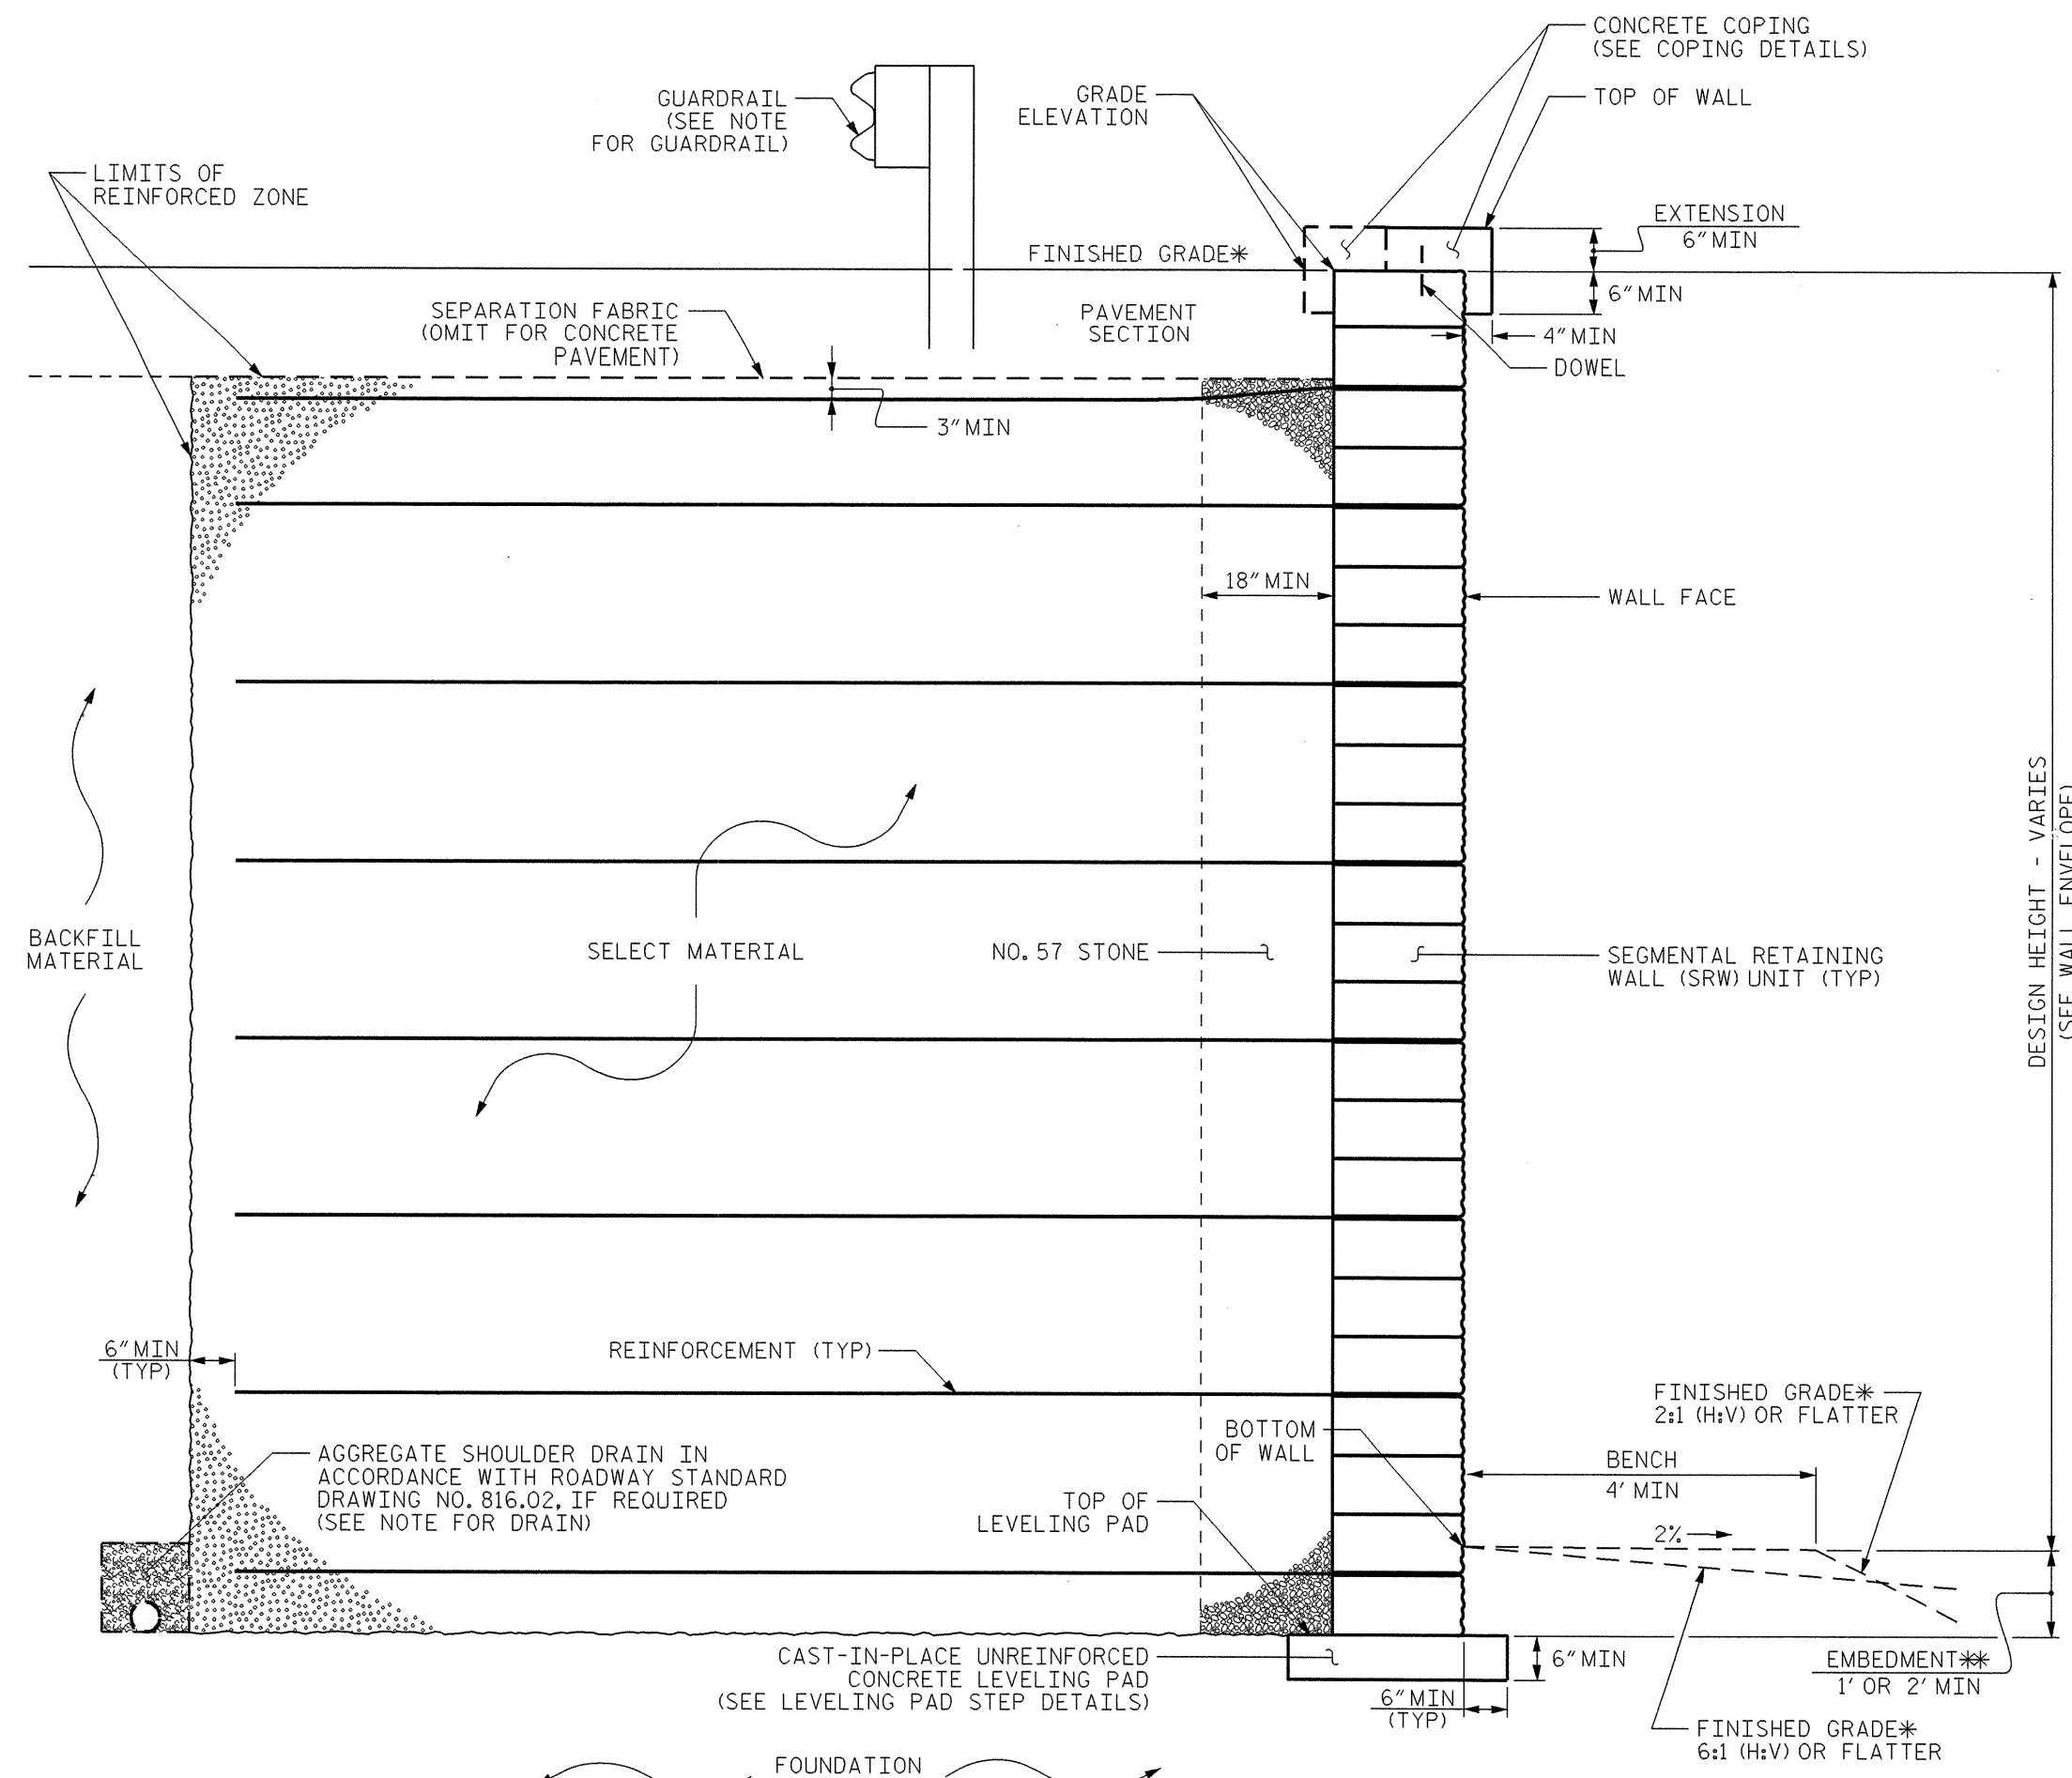 CONCRETE COPING
(SEE COPING DETAILS)
TOP OF WALL
GRADE
ELEVATION
GUARDRAIL
(SEE NOTE
FOR GUARDRAIL)
LIMITS OF
REINFORCED ZONE
EXTENSION
6" MIN
FINISHED GRADE*
6" MIN
SEPARATION FABRIC
(OMIT FOR CONCRETE
PAVEMENT)
PAVEMENT
SECTION
4" MIN
DOWEL
3" MIN
18" MIN
WALL FACE
DESIGN HEIGHT - VARIES
(SEE WALL ENVELOPE)
BACKFILL
MATERIAL
SELECT MATERIAL
NO. 57 STONE
SEGMENTAL RETAINING
WALL (SRW) UNIT (TYP)
6" MIN
(TYP)
REINFORCEMENT (TYP)
FINISHED GRADE*
2:1 (H:V) OR FLATTER
BOTTOM
OF WALL
BENCH
4' MIN
AGGREGATE SHOULDER DRAIN IN
ACCORDANCE WITH ROADWAY STANDARD
DRAWING NO. 816.02, IF REQUIRED
(SEE NOTE FOR DRAIN)
TOP OF
LEVELING PAD
2%
CAST-IN-PLACE UNREINFORCED
CONCRETE LEVELING PAD
(SEE LEVELING PAD STEP DETAILS)
6" MIN
EMBEDMENT**
1' OR 2' MIN
6" MIN
(TYP)
FINISHED GRADE*
6:1 (H:V) OR FLATTER
FOUNDATION